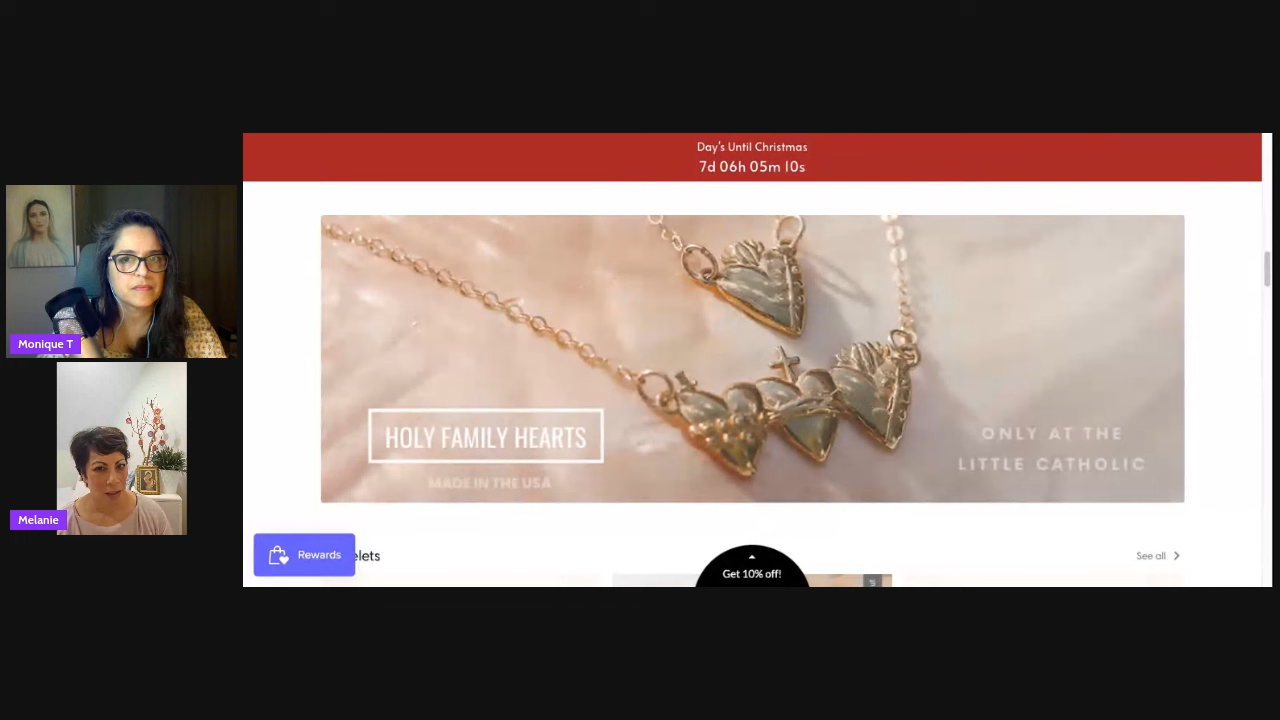 Day's Until Christmas
7d 06h 05m 10s
Monique T
Melanie
HOLY FAMILY HEARTS
MADE IN THE USA
ONLY AT THE
LITTLE CATHOLIC
Rewards
elets
See all
Get 10% off!